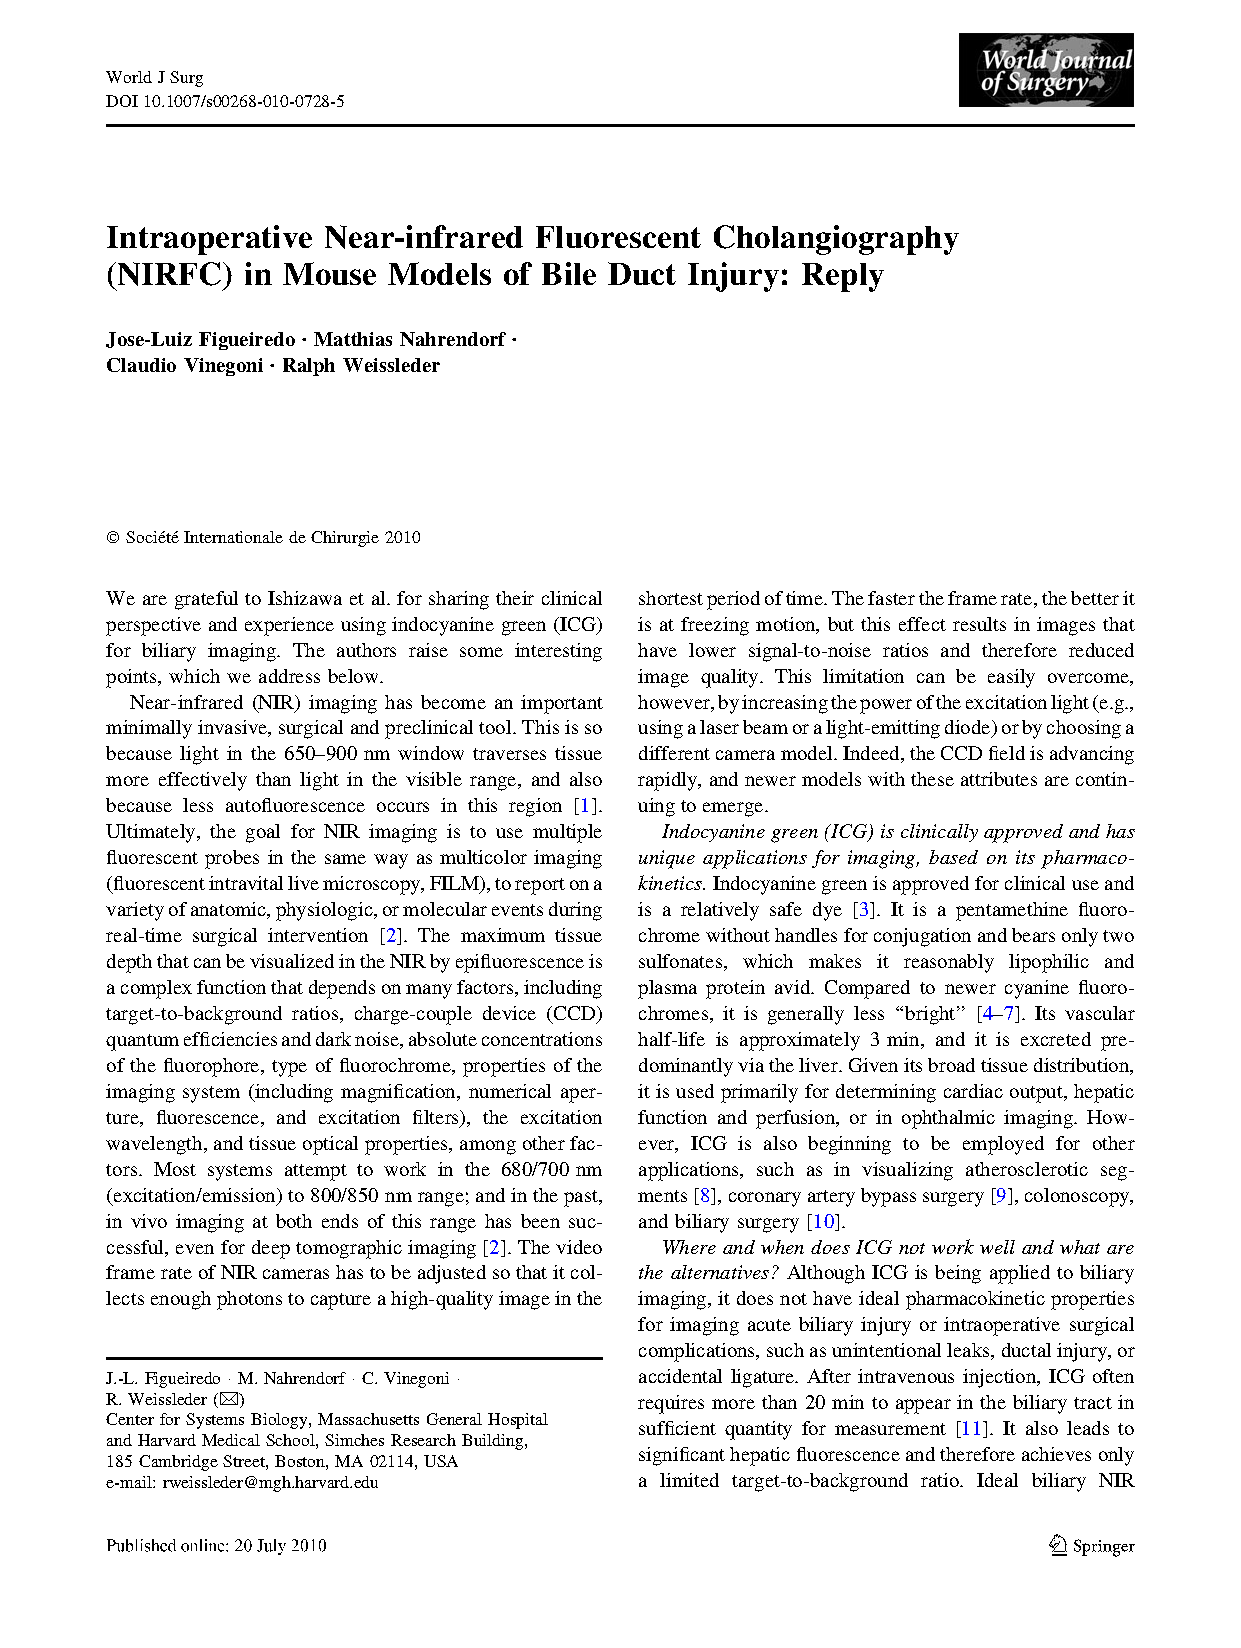 World J Surg
DOI 10.1007/s00268-010-0728-5
World Journal
of Surgery
Intraoperative Near-infrared Fluorescent Cholangiography
(NIRFC) in Mouse Models of Bile Duct Injury: Reply
Jose-Luiz Figueiredo · Matthias Nahrendorf ·
Claudio Vinegoni · Ralph Weissleder
© Société Internationale de Chirurgie 2010
We are grateful to Ishizawa et al. for sharing their clinical
perspective and experience using indocyanine green (ICG)
for biliary imaging. The authors raise some interesting
points, which we address below.
Near-infrared (NIR) imaging has become an important
minimally invasive, surgical and preclinical tool. This is so
because light in the 650–900 nm window traverses tissue
more effectively than light in the visible range, and also
because less autofluorescence occurs in this region [1].
Ultimately, the goal for NIR imaging is to use multiple
fluorescent probes in the same way as multicolor imaging
(fluorescent intravital live microscopy, FILM), to report on a
variety of anatomic, physiologic, or molecular events during
real-time surgical intervention [2]. The maximum tissue
depth that can be visualized in the NIR by epifluorescence is
a complex function that depends on many factors, including
target-to-background ratios, charge-couple device (CCD)
quantum efficiencies and dark noise, absolute concentrations
of the fluorophore, type of fluorochrome, properties of the
imaging system (including magnification, numerical aper-
ture, fluorescence, and excitation filters), the excitation
wavelength, and tissue optical properties, among other fac-
tors. Most systems attempt to work in the 680/700 nm
(excitation/emission) to 800/850 nm range; and in the past,
in vivo imaging at both ends of this range has been suc-
cessful, even for deep tomographic imaging [2]. The video
frame rate of NIR cameras has to be adjusted so that it col-
lects enough photons to capture a high-quality image in the
J.-L. Figueiredo · M. Nahrendorf · C. Vinegoni ·
R. Weissleder (✉)
Center for Systems Biology, Massachusetts General Hospital
and Harvard Medical School, Simches Research Building,
185 Cambridge Street, Boston, MA 02114, USA
e-mail: rweissleder@mgh.harvard.edu
shortest period of time. The faster the frame rate, the better it
is at freezing motion, but this effect results in images that
have lower signal-to-noise ratios and therefore reduced
image quality. This limitation can be easily overcome,
however, by increasing the power of the excitation light (e.g.,
using a laser beam or a light-emitting diode) or by choosing a
different camera model. Indeed, the CCD field is advancing
rapidly, and newer models with these attributes are contin-
uing to emerge.
Indocyanine green (ICG) is clinically approved and has
unique applications for imaging, based on its pharmaco-
kinetics. Indocyanine green is approved for clinical use and
is a relatively safe dye [3]. It is a pentamethine fluoro-
chrome without handles for conjugation and bears only two
sulfonates, which makes it reasonably lipophilic and
plasma protein avid. Compared to newer cyanine fluoro-
chromes, it is generally less “bright” [4–7]. Its vascular
half-life is approximately 3 min, and it is excreted pre-
dominantly via the liver. Given its broad tissue distribution,
it is used primarily for determining cardiac output, hepatic
function and perfusion, or in ophthalmic imaging. How-
ever, ICG is also beginning to be employed for other
applications, such as in visualizing atherosclerotic seg-
ments [8], coronary artery bypass surgery [9], colonoscopy,
and biliary surgery [10].
Where and when does ICG not work well and what are
the alternatives? Although ICG is being applied to biliary
imaging, it does not have ideal pharmacokinetic properties
for imaging acute biliary injury or intraoperative surgical
complications, such as unintentional leaks, ductal injury, or
accidental ligature. After intravenous injection, ICG often
requires more than 20 min to appear in the biliary tract in
sufficient quantity for measurement [11]. It also leads to
significant hepatic fluorescence and therefore achieves only
a limited target-to-background ratio. Ideal biliary NIR
Published online: 20 July 2010
Springer